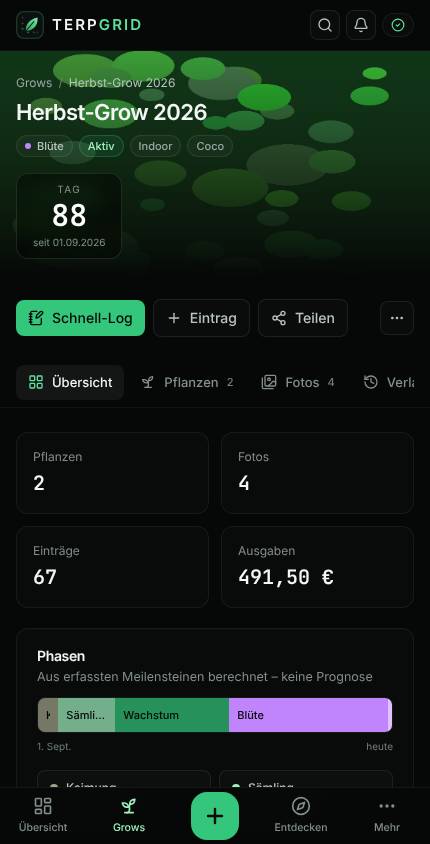 TERPGRID
Grows / Herbst-Grow 2026
Herbst-Grow 2026
Blüte Aktiv Indoor Coco
TAG
88
seit 01.09.2026
Schnell-Log Eintrag Teilen
Übersicht Pflanzen 2 Fotos 4
Pflanzen
2
Fotos
4
Einträge
67
Ausgaben
491,50 €
Phasen
Aus erfassten Meilensteinen berechnet – keine Prognose
Sämli... Wachstum Blüte
1. Sept. heute
Keimung Sämling
Übersicht Grows Entdecken Mehr